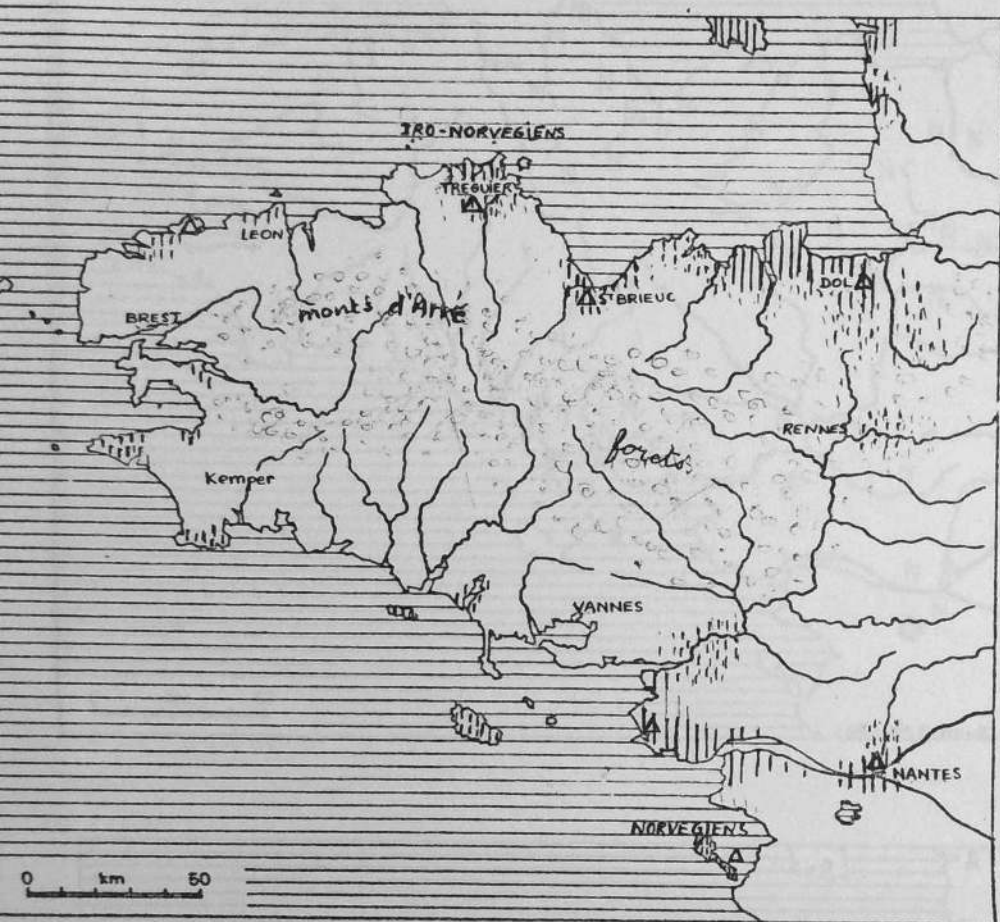 IRO-NORVEGIENS
TREGUIER
LEON
DOL
ST BRIEUC
monts d'Arré
BREST
RENNES
forets
Kemper
VANNES
NANTES
NORVEGIENS
0 km 50